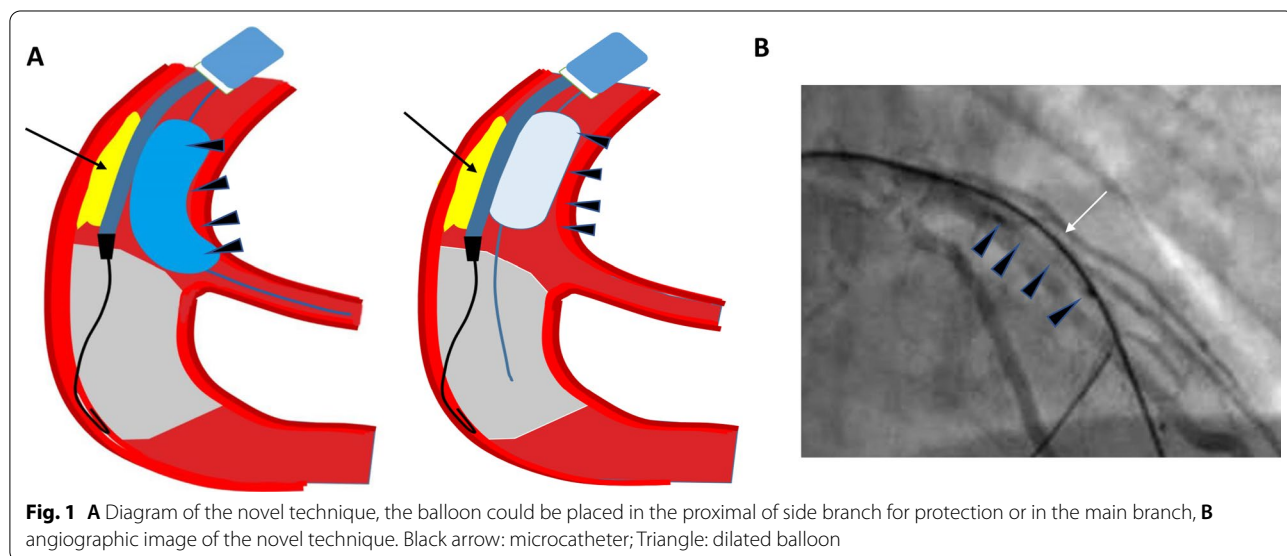 A
B
Fig. 1 A Diagram of the novel technique, the balloon could be placed in the proximal of side branch for protection or in the main branch, B
angiographic image of the novel technique. Black arrow: microcatheter; Triangle: dilated balloon